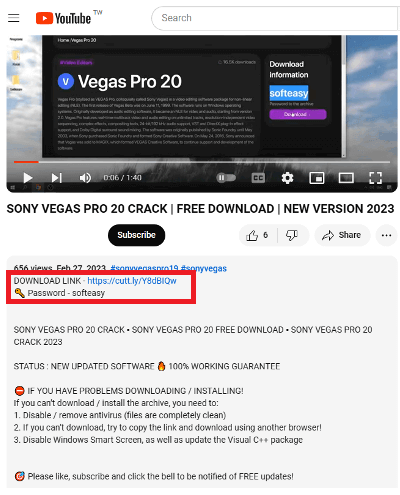 YouTube TW
Search
Home /Vegas Pro 20
Video Editors
Vegas Pro 20
Download information
softeasy
Password to the archive
Download
0:06 / 1:40
SONY VEGAS PRO 20 CRACK | FREE DOWNLOAD | NEW VERSION 2023
Subscribe
6
Share
656 views Feb 27, 2023 #sonyvegaspro19 #sonyvegas
DOWNLOAD LINK - https://cutt.ly/Y8dBIQw
🔑 Password - softeasy
SONY VEGAS PRO 20 CRACK • SONY VEGAS PRO 20 FREE DOWNLOAD • SONY VEGAS PRO 20
CRACK 2023
STATUS : NEW UPDATED SOFTWARE 🔥 100% WORKING GUARANTEE
⛔ IF YOU HAVE PROBLEMS DOWNLOADING / INSTALLING!
If you can't download / install the archive, you need to:
1. Disable / remove antivirus (files are completely clean)
2. If you can't download, try to copy the link and download using another browser!
3. Disable Windows Smart Screen, as well as update the Visual C++ package
🎯 Please like, subscribe and click the bell to be notified of FREE updates!